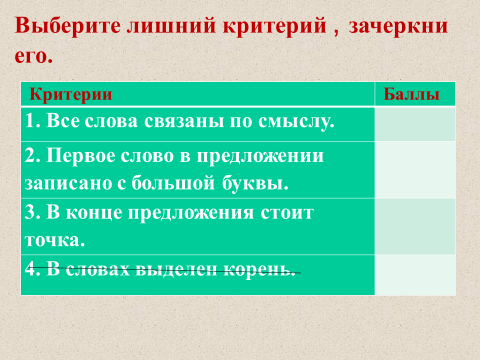 Выберите лишний критерий , зачеркни
его.
Критерии Баллы
1. Все слова связаны по смыслу.
2. Первое слово в предложении
записано с большой буквы.
3. В конце предложения стоит
точка.
4. В словах выделен корень.